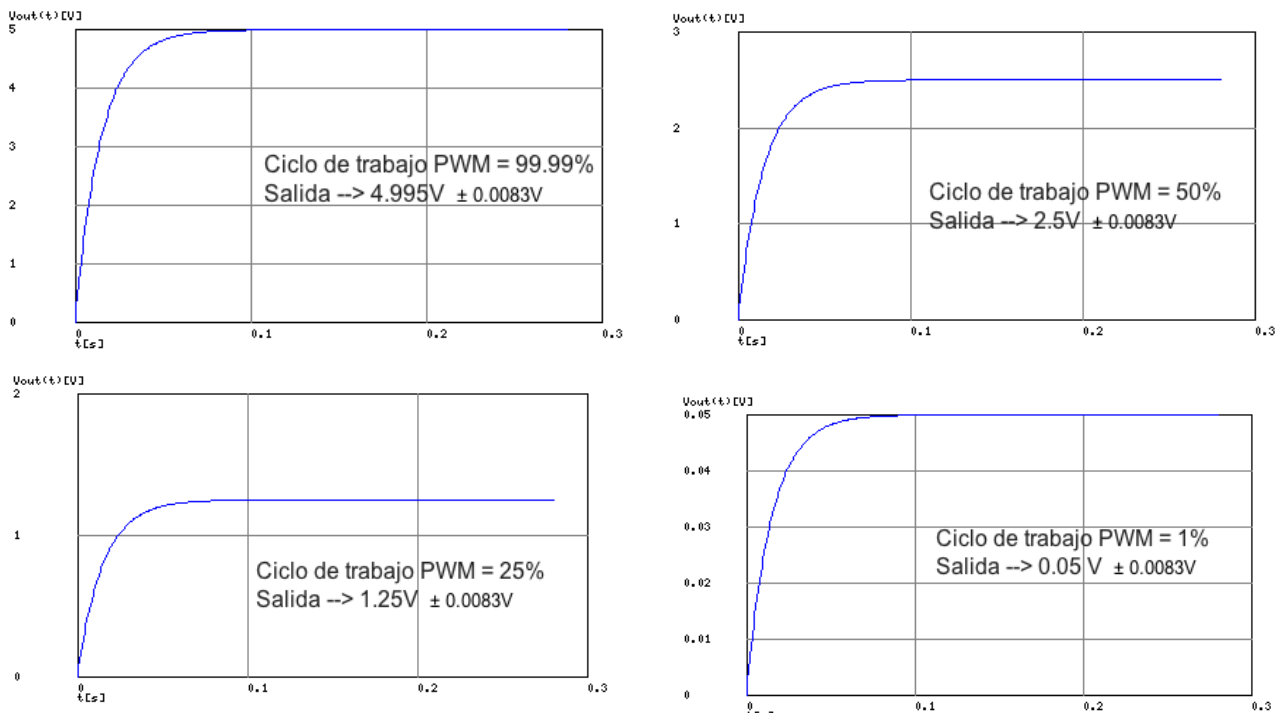 Vout(t)[V]
5
4
3
2
1
0
Ciclo de trabajo PWM = 99.99%
Salida --> 4.995V ± 0.0083V
0 0.1 0.2 0.3
t[s]
Vout(t)[V]
3
2
1
0
Ciclo de trabajo PWM = 50%
Salida --> 2.5V ± 0.0083V
0 0.1 0.2 0.3
t[s]
Vout(t)[V]
2
1
0
Ciclo de trabajo PWM = 25%
Salida --> 1.25V ± 0.0083V
0 0.1 0.2 0.3
t[s]
Vout(t)[V]
0.05
0.04
0.03
0.02
0.01
0
Ciclo de trabajo PWM = 1%
Salida --> 0.05 V ± 0.0083V
0 0.1 0.2 0.3
t[s]